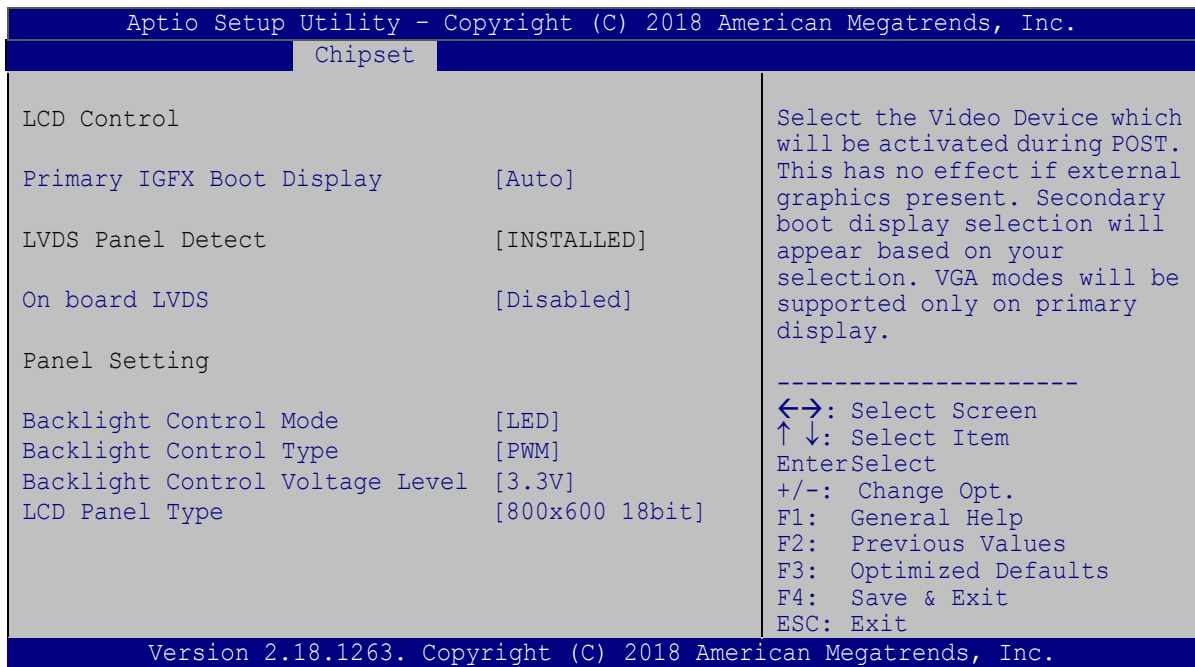 Aptio Setup Utility – Copyright (C) 2018 American Megatrends, Inc.
Chipset
LCD Control
Primary IGFX Boot Display [Auto]
LVDS Panel Detect [INSTALLED]
On board LVDS [Disabled]
Panel Setting
Backlight Control Mode [LED]
Backlight Control Type [PWM]
Backlight Control Voltage Level [3.3V]
LCD Panel Type [800x600 18bit]
Select the Video Device which
will be activated during POST.
This has no effect if external
graphics present. Secondary
boot display selection will
appear based on your
selection. VGA modes will be
supported only on primary
display.
---------------------
←→: Select Screen
↑ ↓: Select Item
EnterSelect
+/-: Change Opt.
F1: General Help
F2: Previous Values
F3: Optimized Defaults
F4: Save & Exit
ESC: Exit
Version 2.18.1263. Copyright (C) 2018 American Megatrends, Inc.